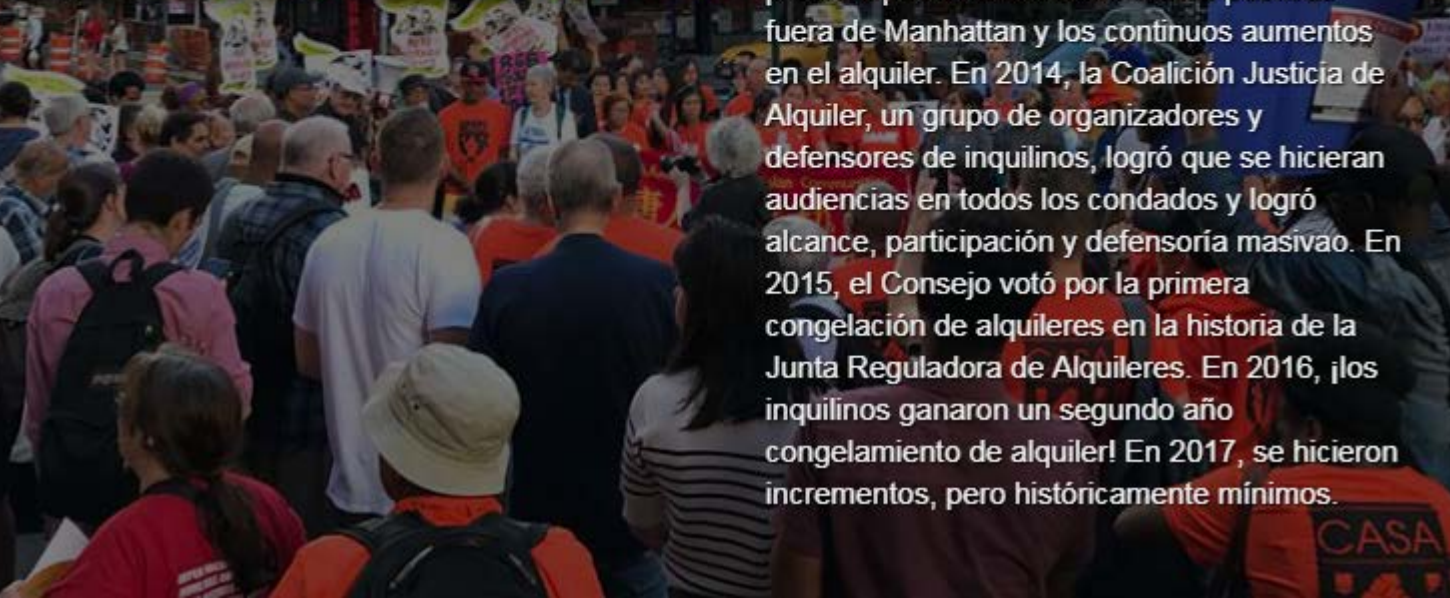 fuera de Manhattan y los continuos aumentos
en el alquiler. En 2014, la Coalición Justicia de
Alquiler, un grupo de organizadores y
defensores de inquilinos, logró que se hicieran
audiencias en todos los condados y logró
alcance, participación y defensoría masivao. En
2015, el Consejo votó por la primera
congelación de alquileres en la historia de la
Junta Reguladora de Alquileres. En 2016, ¡los
inquilinos ganaron un segundo año
congelamiento de alquiler! En 2017, se hicieron
incrementos, pero históricamente mínimos.
CASA
CASA